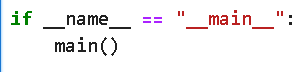 if __name__ == "__main__":
    main()